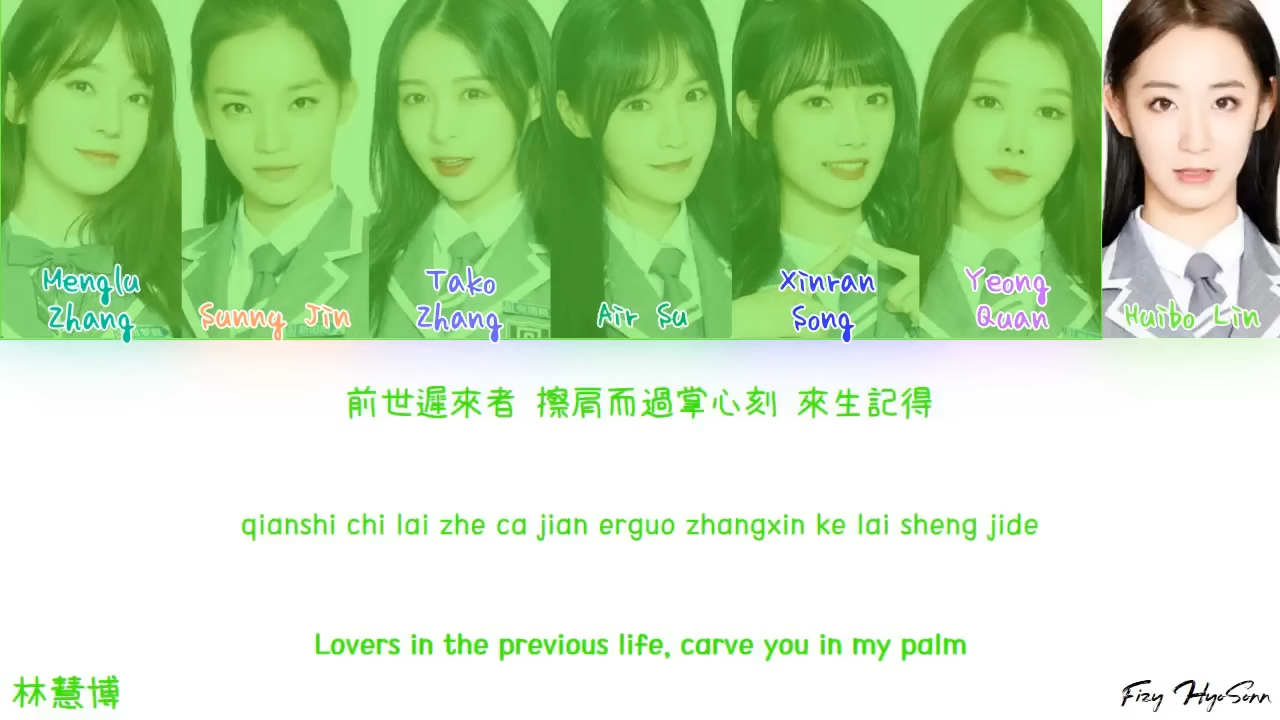 Menglu
Zhang
Sunny Jin
Tako
Zhang
Air Su
Xinran
Song
Yeong
Quan
Huibo Lin
前世遲來者 擦肩而過掌心刻 來生記得
qianshi chi lai zhe ca jian erguo zhangxin ke lai sheng jide
Lovers in the previous life, carve you in my palm
林慧博
Fizy HyoSonn